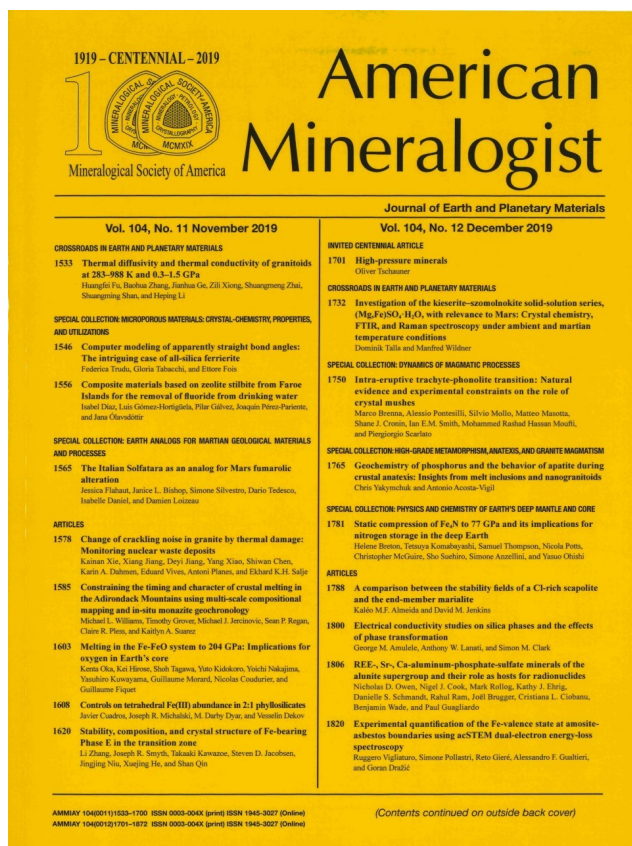 1919 – CENTENNIAL – 2019
MINERALOGICAL SOCIETY OF AMERICA
MINERALOGY · PETROLOGY
CRYSTALLOGRAPHY
MCMXIX
Mineralogical Society of America
American
Mineralogist
Journal of Earth and Planetary Materials
Vol. 104, No. 11 November 2019
CROSSROADS IN EARTH AND PLANETARY MATERIALS
1533 Thermal diffusivity and thermal conductivity of granitoids
at 283–988 K and 0.3–1.5 GPa
Huangfei Fu, Baohua Zhang, Jianhua Ge, Zili Xiong, Shuangmeng Zhai,
Shuangming Shan, and Heping Li
SPECIAL COLLECTION: MICROPOROUS MATERIALS: CRYSTAL-CHEMISTRY, PROPERTIES,
AND UTILIZATIONS
1546 Computer modeling of apparently straight bond angles:
The intriguing case of all-silica ferrierite
Federica Trudu, Gloria Tabacchi, and Ettore Fois
1556 Composite materials based on zeolite stilbite from Faroe
Islands for the removal of fluoride from drinking water
Isabel Díaz, Luis Gómez-Hortigüela, Pilar Gálvez, Joaquín Pérez-Pariente,
and Jana Ólavsdóttir
SPECIAL COLLECTION: EARTH ANALOGS FOR MARTIAN GEOLOGICAL MATERIALS
AND PROCESSES
1565 The Italian Solfatara as an analog for Mars fumarolic
alteration
Jessica Flahaut, Janice L. Bishop, Simone Silvestro, Dario Tedesco,
Isabelle Daniel, and Damien Loizeau
ARTICLES
1578 Change of crackling noise in granite by thermal damage:
Monitoring nuclear waste deposits
Kainan Xie, Xiang Jiang, Deyi Jiang, Yang Xiao, Shiwan Chen,
Karin A. Dahmen, Eduard Vives, Antoni Planes, and Ekhard K.H. Salje
1585 Constraining the timing and character of crustal melting in
the Adirondack Mountains using multi-scale compositional
mapping and in-situ monazite geochronology
Michael L. Williams, Timothy Grover, Michael J. Jercinovic, Sean P. Regan,
Claire R. Pless, and Kaitlyn A. Suarez
1603 Melting in the Fe-FeO system to 204 GPa: Implications for
oxygen in Earth's core
Kenta Oka, Kei Hirose, Shoh Tagawa, Yuto Kidokoro, Yoichi Nakajima,
Yasuhiro Kuwayama, Guillaume Morard, Nicolas Coudurier, and
Guillaume Fiquet
1608 Controls on tetrahedral Fe(III) abundance in 2:1 phyllosilicates
Javier Cuadros, Joseph R. Michalski, M. Darby Dyar, and Vesselin Dekov
1620 Stability, composition, and crystal structure of Fe-bearing
Phase E in the transition zone
Li Zhang, Joseph R. Smyth, Takaaki Kawazoe, Steven D. Jacobsen,
Jingjing Niu, Xuejing He, and Shan Qin
Vol. 104, No. 12 December 2019
INVITED CENTENNIAL ARTICLE
1701 High-pressure minerals
Oliver Tschauner
CROSSROADS IN EARTH AND PLANETARY MATERIALS
1732 Investigation of the kieserite–szomolnokite solid-solution series,
(Mg,Fe)SO₄·H₂O, with relevance to Mars: Crystal chemistry,
FTIR, and Raman spectroscopy under ambient and martian
temperature conditions
Dominik Talla and Manfred Wildner
SPECIAL COLLECTION: DYNAMICS OF MAGMATIC PROCESSES
1750 Intra-eruptive trachyte-phonolite transition: Natural
evidence and experimental constraints on the role of
crystal mushes
Marco Brenna, Alessio Pontesilli, Silvio Mollo, Matteo Masotta,
Shane J. Cronin, Ian E.M. Smith, Mohammed Rashad Hassan Moufti,
and Piergiorgio Scarlato
SPECIAL COLLECTION: HIGH-GRADE METAMORPHISM, ANATEXIS, AND GRANITE MAGMATISM
1765 Geochemistry of phosphorus and the behavior of apatite during
crustal anatexis: Insights from melt inclusions and nanogranitoids
Chris Yakymchuk and Antonio Acosta-Vigil
SPECIAL COLLECTION: PHYSICS AND CHEMISTRY OF EARTH'S DEEP MANTLE AND CORE
1781 Static compression of Fe₄N to 77 GPa and its implications for
nitrogen storage in the deep Earth
Helene Breton, Tetsuya Komabayashi, Samuel Thompson, Nicola Potts,
Christopher McGuire, Sho Suehiro, Simone Anzellini, and Yasuo Ohishi
ARTICLES
1788 A comparison between the stability fields of a Cl-rich scapolite
and the end-member marialite
Kaléo M.F. Almeida and David M. Jenkins
1800 Electrical conductivity studies on silica phases and the effects
of phase transformation
George M. Amulele, Anthony W. Lanati, and Simon M. Clark
1806 REE-, Sr-, Ca-aluminum-phosphate-sulfate minerals of the
alunite supergroup and their role as hosts for radionuclides
Nicholas D. Owen, Nigel J. Cook, Mark Rollog, Kathy J. Ehrig,
Danielle S. Schmandt, Rahul Ram, Joël Brugger, Cristiana L. Ciobanu,
Benjamin Wade, and Paul Guagliardo
1820 Experimental quantification of the Fe-valence state at amosite-
asbestos boundaries using acSTEM dual-electron energy-loss
spectroscopy
Ruggero Vigliaturo, Simone Pollastri, Reto Gieré, Alessandro F. Gualtieri,
and Goran Dražić
AMMIAY 104(0011)1533–1700 ISSN 0003-004X (print) ISSN 1945-3027 (Online)
AMMIAY 104(0012)1701–1872 ISSN 0003-004X (print) ISSN 1945-3027 (Online)
(Contents continued on outside back cover)